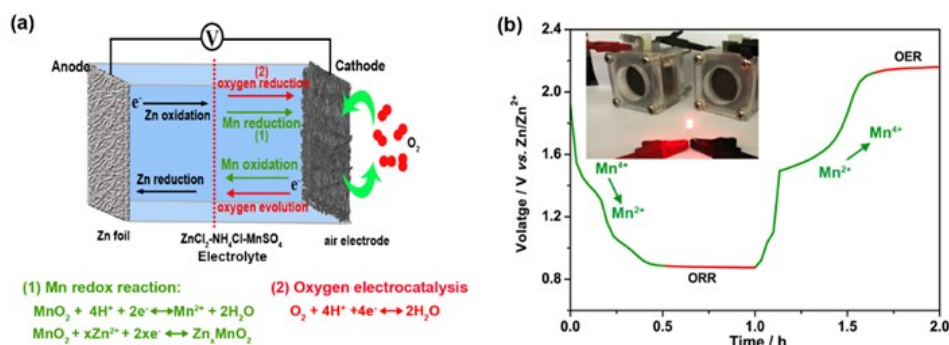 (a)
V
Anode
Cathode
(2)
oxygen reduction
e-
Zn oxidation
Mn reduction
(1)
O2
Mn oxidation
Zn reduction
e-
oxygen evolution
Zn foil
ZnCl2-NH4Cl-MnSO4
Electrolyte
air electrode
(1) Mn redox reaction:
MnO2 + 4H+ + 2e-↔Mn2+ + 2H2O
MnO2 + xZn2+ + 2xe-↔ZnxMnO2
(2) Oxygen electrocatalysis
O2 + 4H+ +4e-↔2H2O
(b)
Volatge / V vs. Zn/Zn2+
2.4
2.0
1.6
1.2
0.8
OER
Mn4+
Mn2+
Mn4+
Mn2+
ORR
0.0 0.5 1.0 1.5 2.0
Time / h